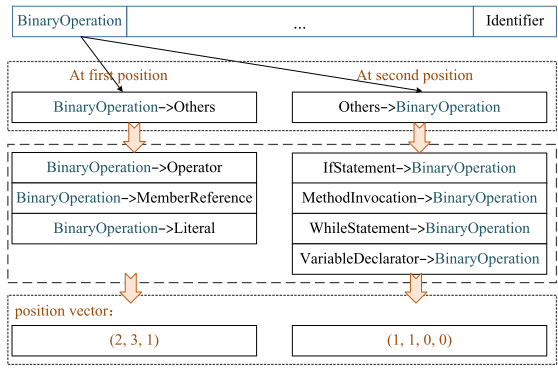 BinaryOperation ... Identifier
At first position At second position
BinaryOperation->Others Others->BinaryOperation
BinaryOperation->Operator IfStatement->BinaryOperation
BinaryOperation->MemberReference MethodInvocation->BinaryOperation
BinaryOperation->Literal WhileStatement->BinaryOperation
VariableDeclarator->BinaryOperation
position vector：
(2, 3, 1) (1, 1, 0, 0)